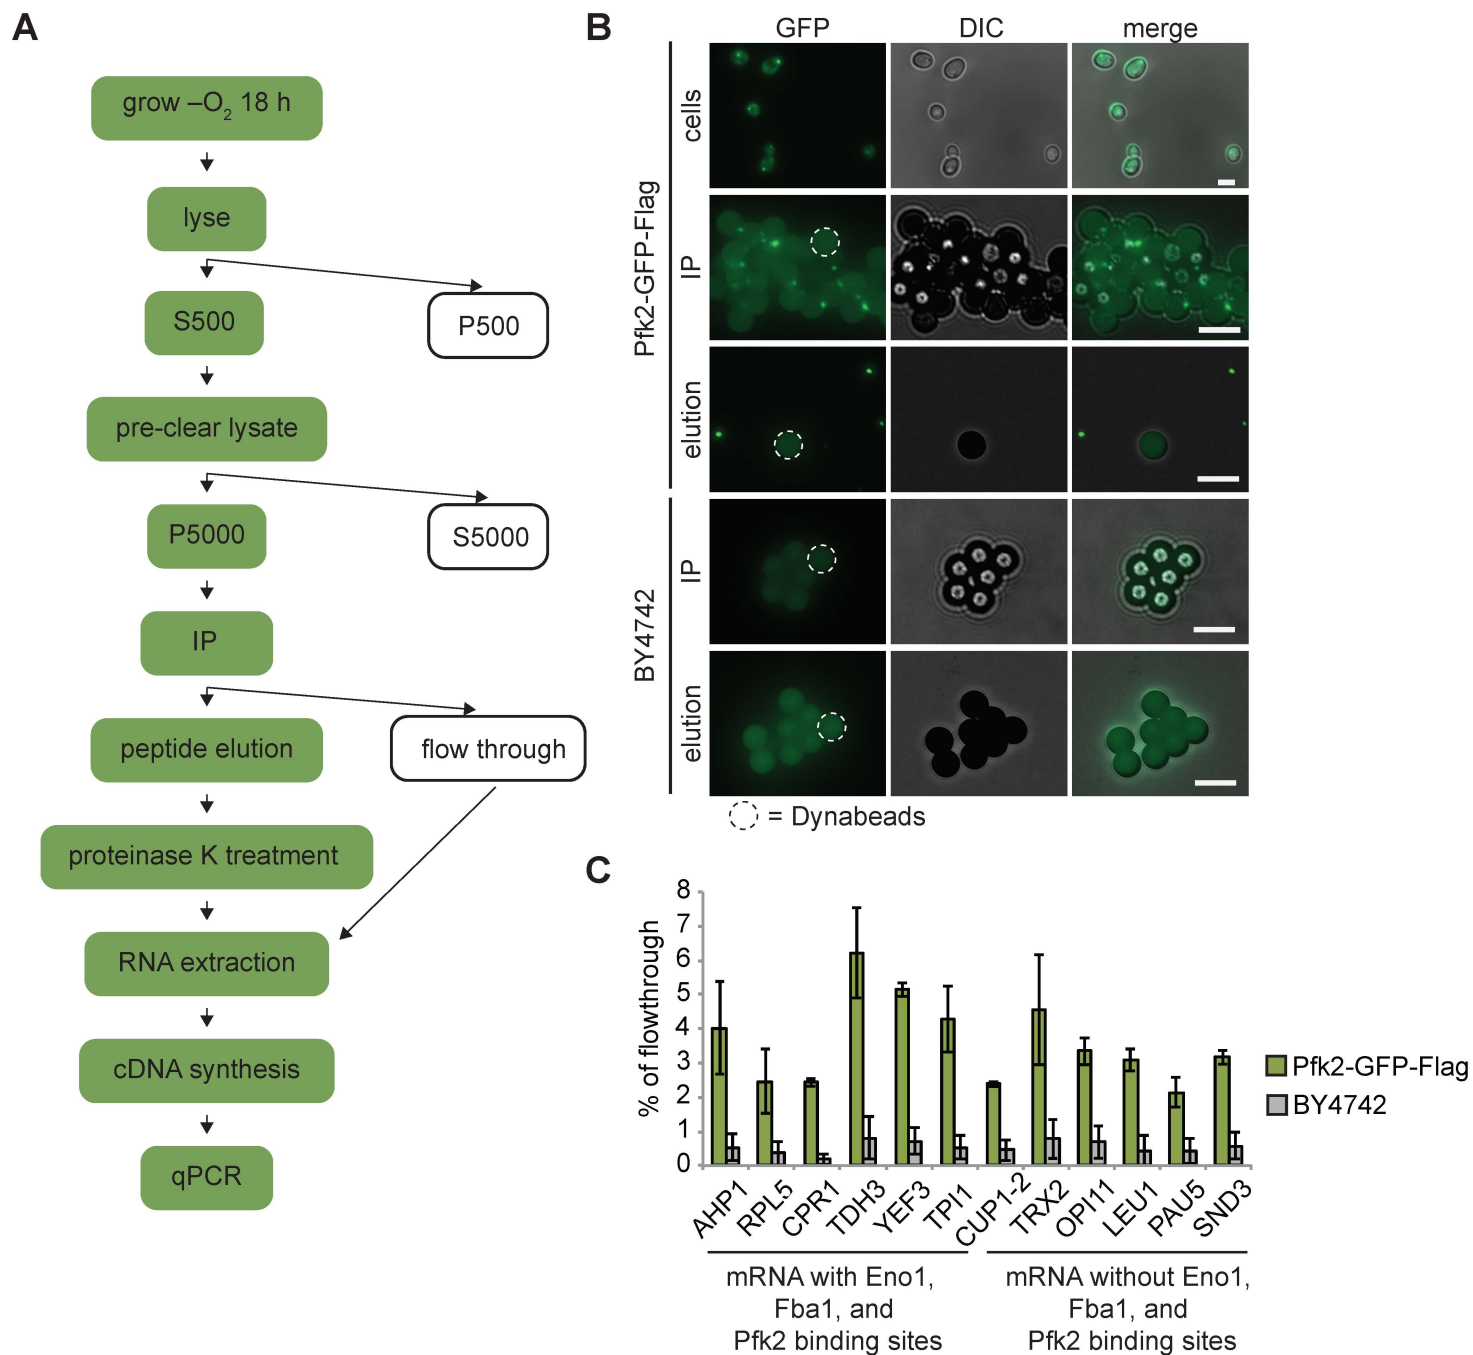 A
grow –O2 18 h
lyse
S500
P500
pre-clear lysate
P5000
S5000
IP
peptide elution
flow through
proteinase K treatment
RNA extraction
cDNA synthesis
qPCR
B
GFP
DIC
merge
Pfk2-GFP-Flag
cells
IP
elution
BY4742
IP
elution
= Dynabeads
C
% of flowthrough
8
7
6
5
4
3
2
1
0
AHP1
RPL5
CPR1
TDH3
YEF3
TPI1
CUP1-2
TRX2
OPI11
LEU1
PAU5
SND3
Pfk2-GFP-Flag
BY4742
mRNA with Eno1,
Fba1, and
Pfk2 binding sites
mRNA without Eno1,
Fba1, and
Pfk2 binding sites